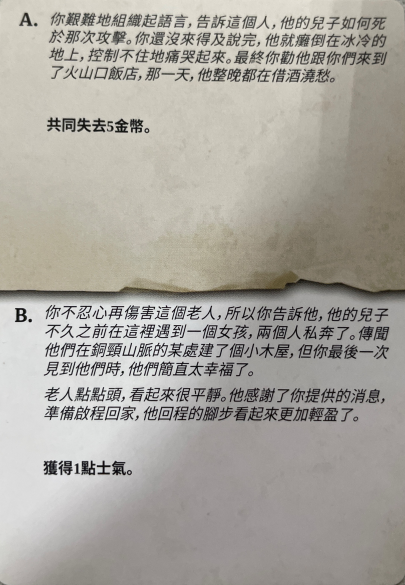 A. 你艱難地組織起語言，告訴這個人，他的兒子如何死
於那次攻擊。你還沒來得及說完，他就癱倒在冰冷的
地上，控制不住地痛哭起來。最終你勸他跟你們來到
了火山口飯店，那一天，他整晚都在借酒澆愁。
共同失去5金幣。
B. 你不忍心再傷害這個老人，所以你告訴他，他的兒子
不久之前在這裡遇到一個女孩，兩個人私奔了。傳聞
他們在銅頸山脈的某處建了個小木屋，但你最後一次
見到他們時，他們簡直太幸福了。
老人點點頭，看起來很平靜。他感謝了你提供的消息，
準備啟程回家，他回程的腳步看起來更加輕盈了。
獲得1點士氣。